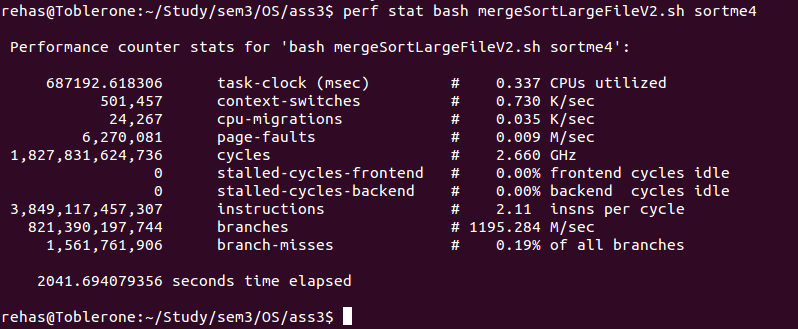 rehas@Toblerone:~/Study/sem3/OS/ass3$ perf stat bash mergeSortLargeFileV2.sh sortme4
Performance counter stats for 'bash mergeSortLargeFileV2.sh sortme4':
687192.618306 task-clock (msec) # 0.337 CPUs utilized
501,457 context-switches # 0.730 K/sec
24,267 cpu-migrations # 0.035 K/sec
6,270,081 page-faults # 0.009 M/sec
1,827,831,624,736 cycles # 2.660 GHz
0 stalled-cycles-frontend # 0.00% frontend cycles idle
0 stalled-cycles-backend # 0.00% backend cycles idle
3,849,117,457,307 instructions # 2.11 insns per cycle
821,390,197,744 branches # 1195.284 M/sec
1,561,761,906 branch-misses # 0.19% of all branches
2041.694079356 seconds time elapsed
rehas@Toblerone:~/Study/sem3/OS/ass3$